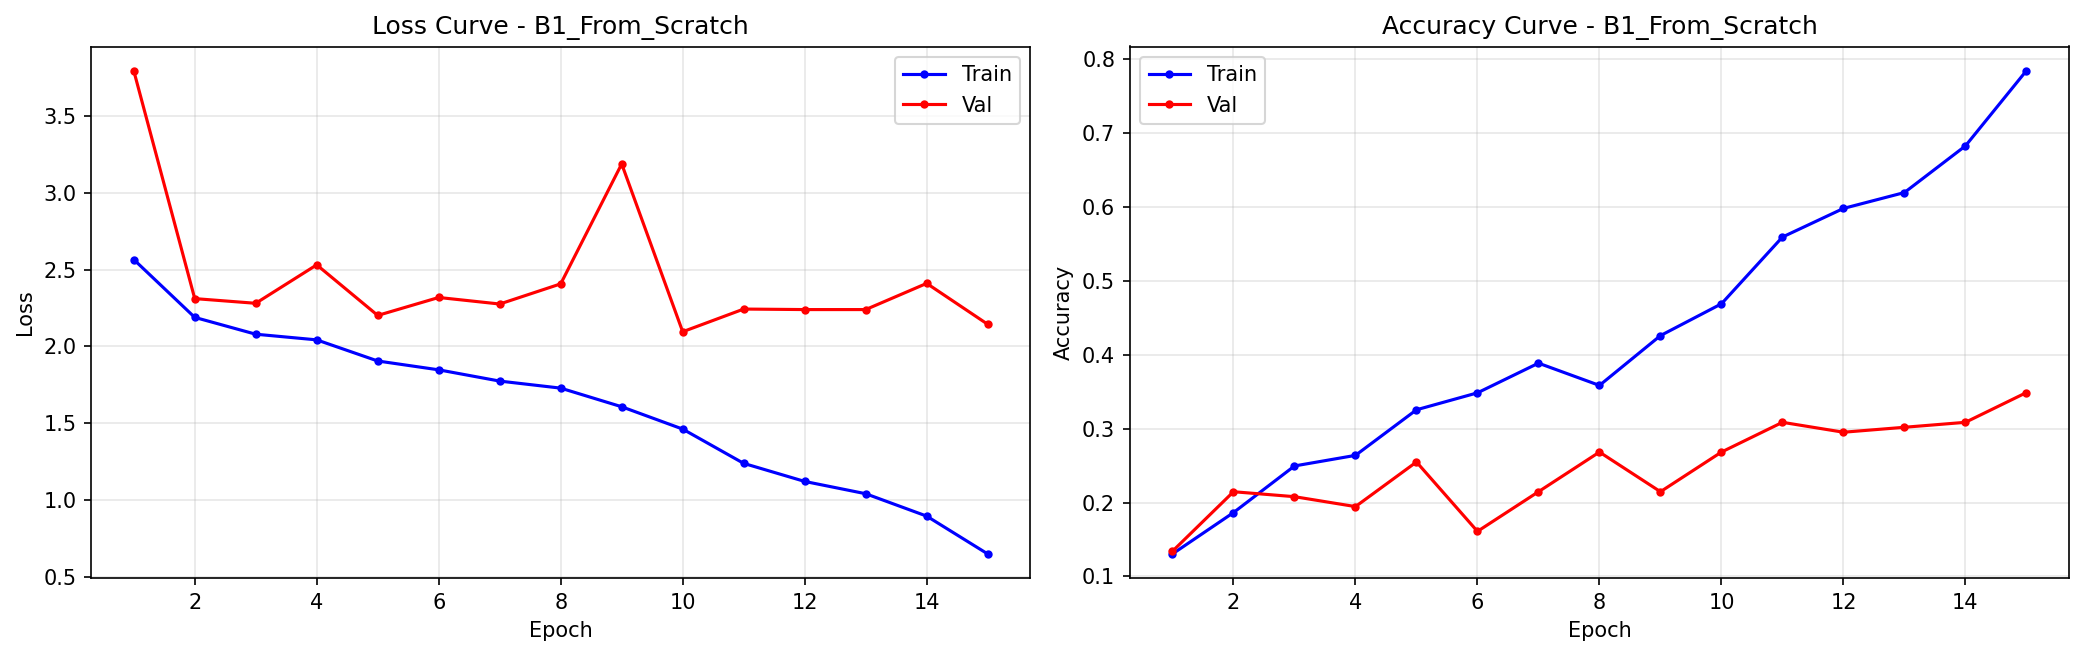 Loss Curve - B1_From_Scratch
Train
Val
3.5
3.0
2.5
2.0
1.5
1.0
0.5
Loss
2 4 6 8 10 12 14
Epoch
Accuracy Curve - B1_From_Scratch
Train
Val
0.8
0.7
0.6
0.5
0.4
0.3
0.2
0.1
Accuracy
2 4 6 8 10 12 14
Epoch